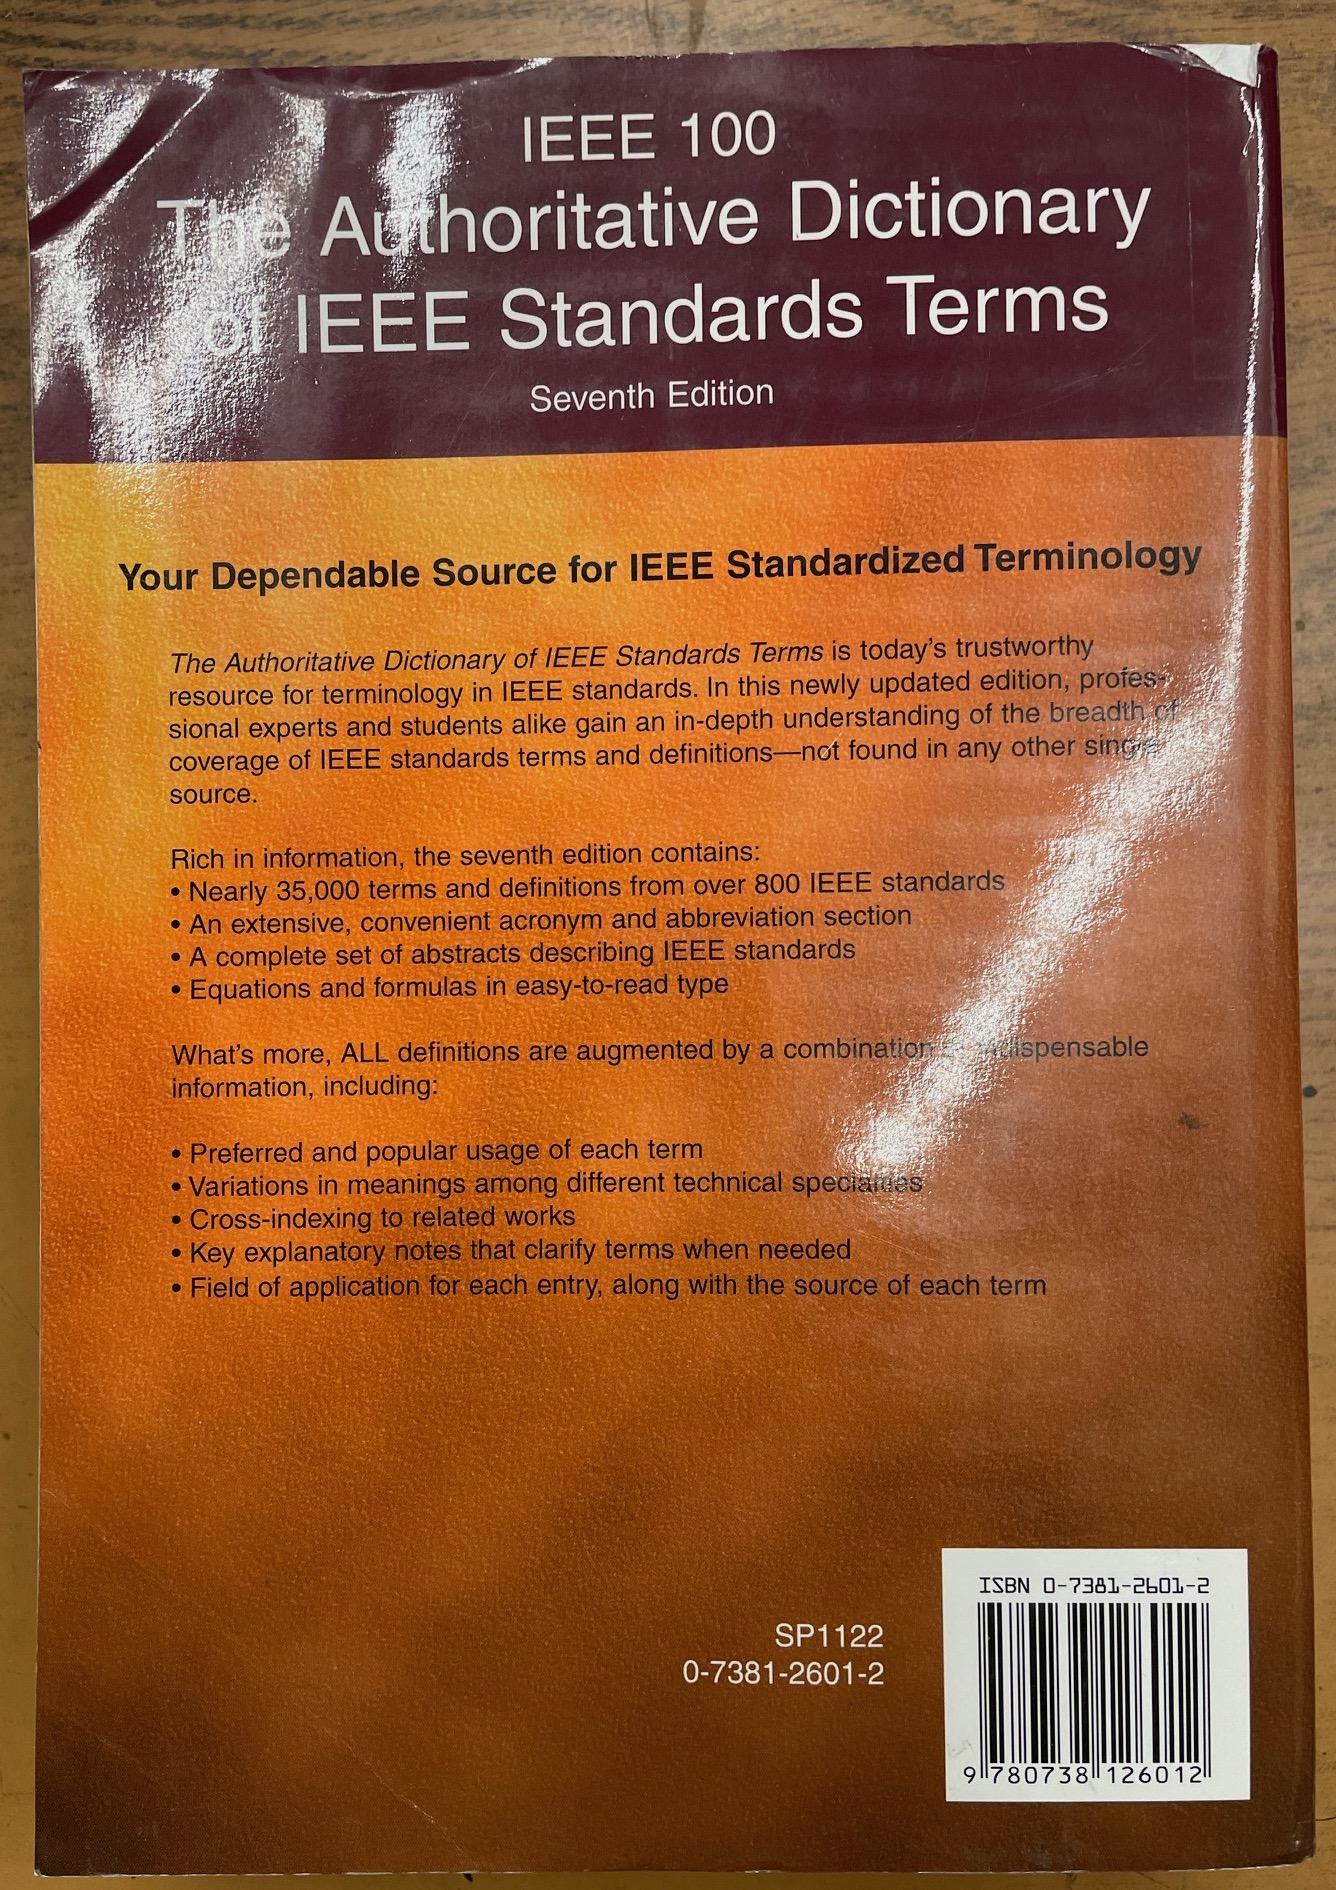 IEEE 100
The Authoritative Dictionary
of IEEE Standards Terms
Seventh Edition
Your Dependable Source for IEEE Standardized Terminology
The Authoritative Dictionary of IEEE Standards Terms is today's trustworthy
resource for terminology in IEEE standards. In this newly updated edition, profes-
sional experts and students alike gain an in-depth understanding of the breadth of
coverage of IEEE standards terms and definitions—not found in any other single
source.
Rich in information, the seventh edition contains:
• Nearly 35,000 terms and definitions from over 800 IEEE standards
• An extensive, convenient acronym and abbreviation section
• A complete set of abstracts describing IEEE standards
• Equations and formulas in easy-to-read type
What's more, ALL definitions are augmented by a combination indispensable
information, including:
• Preferred and popular usage of each term
• Variations in meanings among different technical specialties
• Cross-indexing to related works
• Key explanatory notes that clarify terms when needed
• Field of application for each entry, along with the source of each term
SP1122
0-7381-2601-2
ISBN 0-7381-2601-2
9 780738 126012